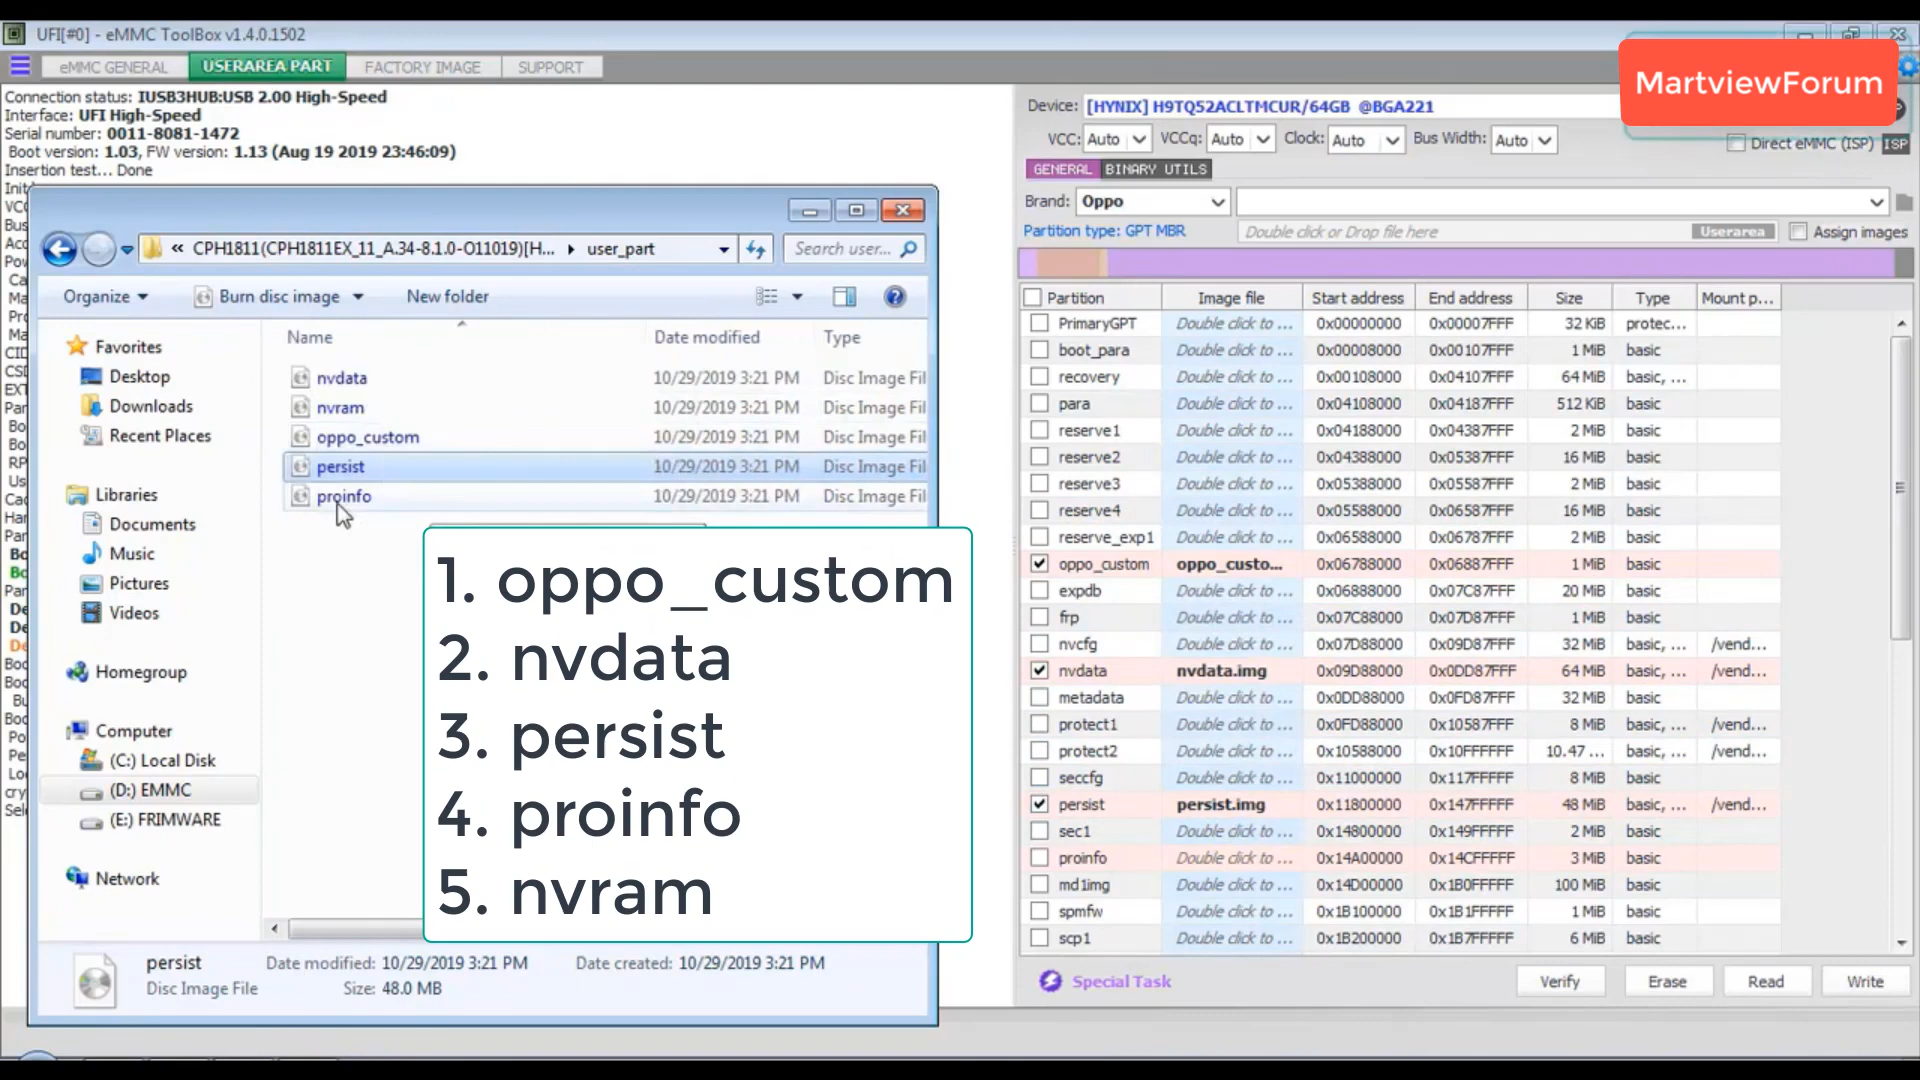 UFI[#0] - eMMC ToolBox v1.4.0.1502
eMMC GENERAL
USERAREA PART
FACTORY IMAGE
SUPPORT
MartviewForum
Connection status: IUSB3HUB:USB 2.00 High-Speed
Interface: UFI High-Speed
Serial number: 0011-8081-1472
Boot version: 1.03, FW version: 1.13 (Aug 19 2019 23:46:09)
Insertion test... Done
« CPH1811(CPH1811EX_11_A.34-8.1.0-O11019)[H... user_part
Search user...
Organize
Burn disc image
New folder
Name Date modified Type
nvdata 10/29/2019 3:21 PM Disc Image Fil
nvram 10/29/2019 3:21 PM Disc Image Fil
oppo_custom 10/29/2019 3:21 PM Disc Image Fil
persist 10/29/2019 3:21 PM Disc Image Fil
proinfo 10/29/2019 3:21 PM Disc Image Fil
Favorites
Desktop
Downloads
Recent Places
Libraries
Documents
Music
Pictures
Videos
Homegroup
Computer
(C:) Local Disk
(D:) EMMC
(E:) FRIMWARE
Network
1. oppo_custom
2. nvdata
3. persist
4. proinfo
5. nvram
persist Date modified: 10/29/2019 3:21 PM Date created: 10/29/2019 3:21 PM
Disc Image File Size: 48.0 MB
Device: [HYNIX] H9TQ52ACLTMCUR/64GB @BGA221
VCC: Auto VCCq: Auto Clock: Auto Bus Width: Auto
Direct eMMC (ISP) ISP
GENERAL BINARY UTILS
Brand: Oppo
Partition type: GPT MBR Double click or Drop file here Userarea Assign images
Partition Image file Start address End address Size Type Mount p...
PrimaryGPT Double click to ... 0x00000000 0x00007FFF 32 KiB protec...
boot_para Double click to ... 0x00008000 0x00107FFF 1 MiB basic
recovery Double click to ... 0x00108000 0x04107FFF 64 MiB basic, ...
para Double click to ... 0x04108000 0x04187FFF 512 KiB basic
reserve1 Double click to ... 0x04188000 0x04387FFF 2 MiB basic
reserve2 Double click to ... 0x04388000 0x05387FFF 16 MiB basic
reserve3 Double click to ... 0x05388000 0x05587FFF 2 MiB basic
reserve4 Double click to ... 0x05588000 0x06587FFF 16 MiB basic
reserve_exp1 Double click to ... 0x06588000 0x06787FFF 2 MiB basic
oppo_custom oppo_custo... 0x06788000 0x06887FFF 1 MiB basic
expdb Double click to ... 0x06888000 0x07C87FFF 20 MiB basic
frp Double click to ... 0x07C88000 0x07D87FFF 1 MiB basic
nvcfg Double click to ... 0x07D88000 0x09D87FFF 32 MiB basic, ... /vend...
nvdata nvdata.img 0x09D88000 0x0DD87FFF 64 MiB basic, ... /vend...
metadata Double click to ... 0x0DD88000 0x0FD87FFF 32 MiB basic
protect1 Double click to ... 0x0FD88000 0x10587FFF 8 MiB basic, ... /vend...
protect2 Double click to ... 0x10588000 0x10FFFFFF 10.47 ... basic, ... /vend...
seccfg Double click to ... 0x11000000 0x117FFFFF 8 MiB basic
persist persist.img 0x11800000 0x147FFFFF 48 MiB basic, ... /vend...
sec1 Double click to ... 0x14800000 0x149FFFFF 2 MiB basic
proinfo Double click to ... 0x14A00000 0x14CFFFFF 3 MiB basic
md1img Double click to ... 0x14D00000 0x1B0FFFFF 100 MiB basic
spmfw Double click to ... 0x1B100000 0x1B1FFFFF 1 MiB basic
scp1 Double click to ... 0x1B200000 0x1B7FFFFF 6 MiB basic
Special Task
Verify
Erase
Read
Write